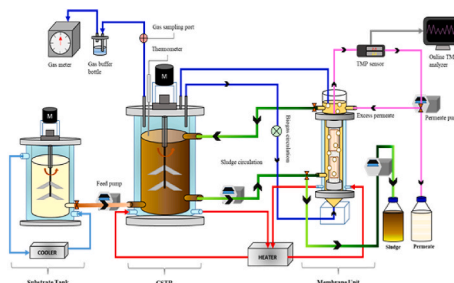 Gas sampling port
Thermometer
Gas meter
Gas buffer
bottle
M
TMP
sensor
Online TM
analyzer
M
Biogas circulation
Excess permeate
Permeate pu
Sludge circulation
Feed pump
COOLER
HEATER
Sludge
Permeate
Substrate Tank
CSTR
Membrane Unit